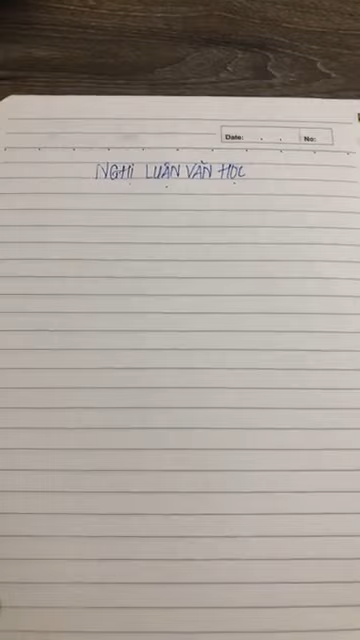 Date: . . No:
NGHỊ LUẬN VĂN HỌC